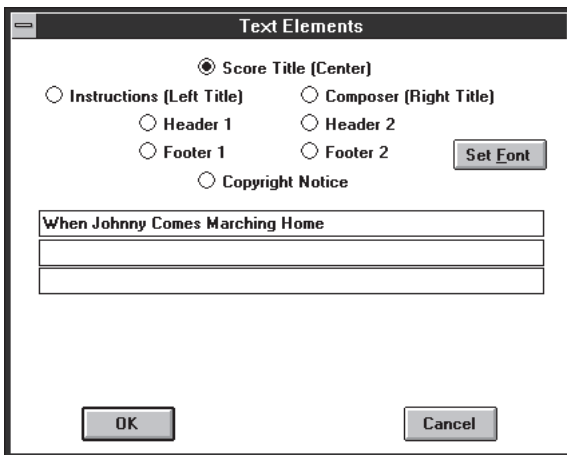 Text Elements
Score Title (Center)
Instructions (Left Title) Composer (Right Title)
Header 1 Header 2
Footer 1 Footer 2 Set Font
Copyright Notice
When Johnny Comes Marching Home
OK Cancel